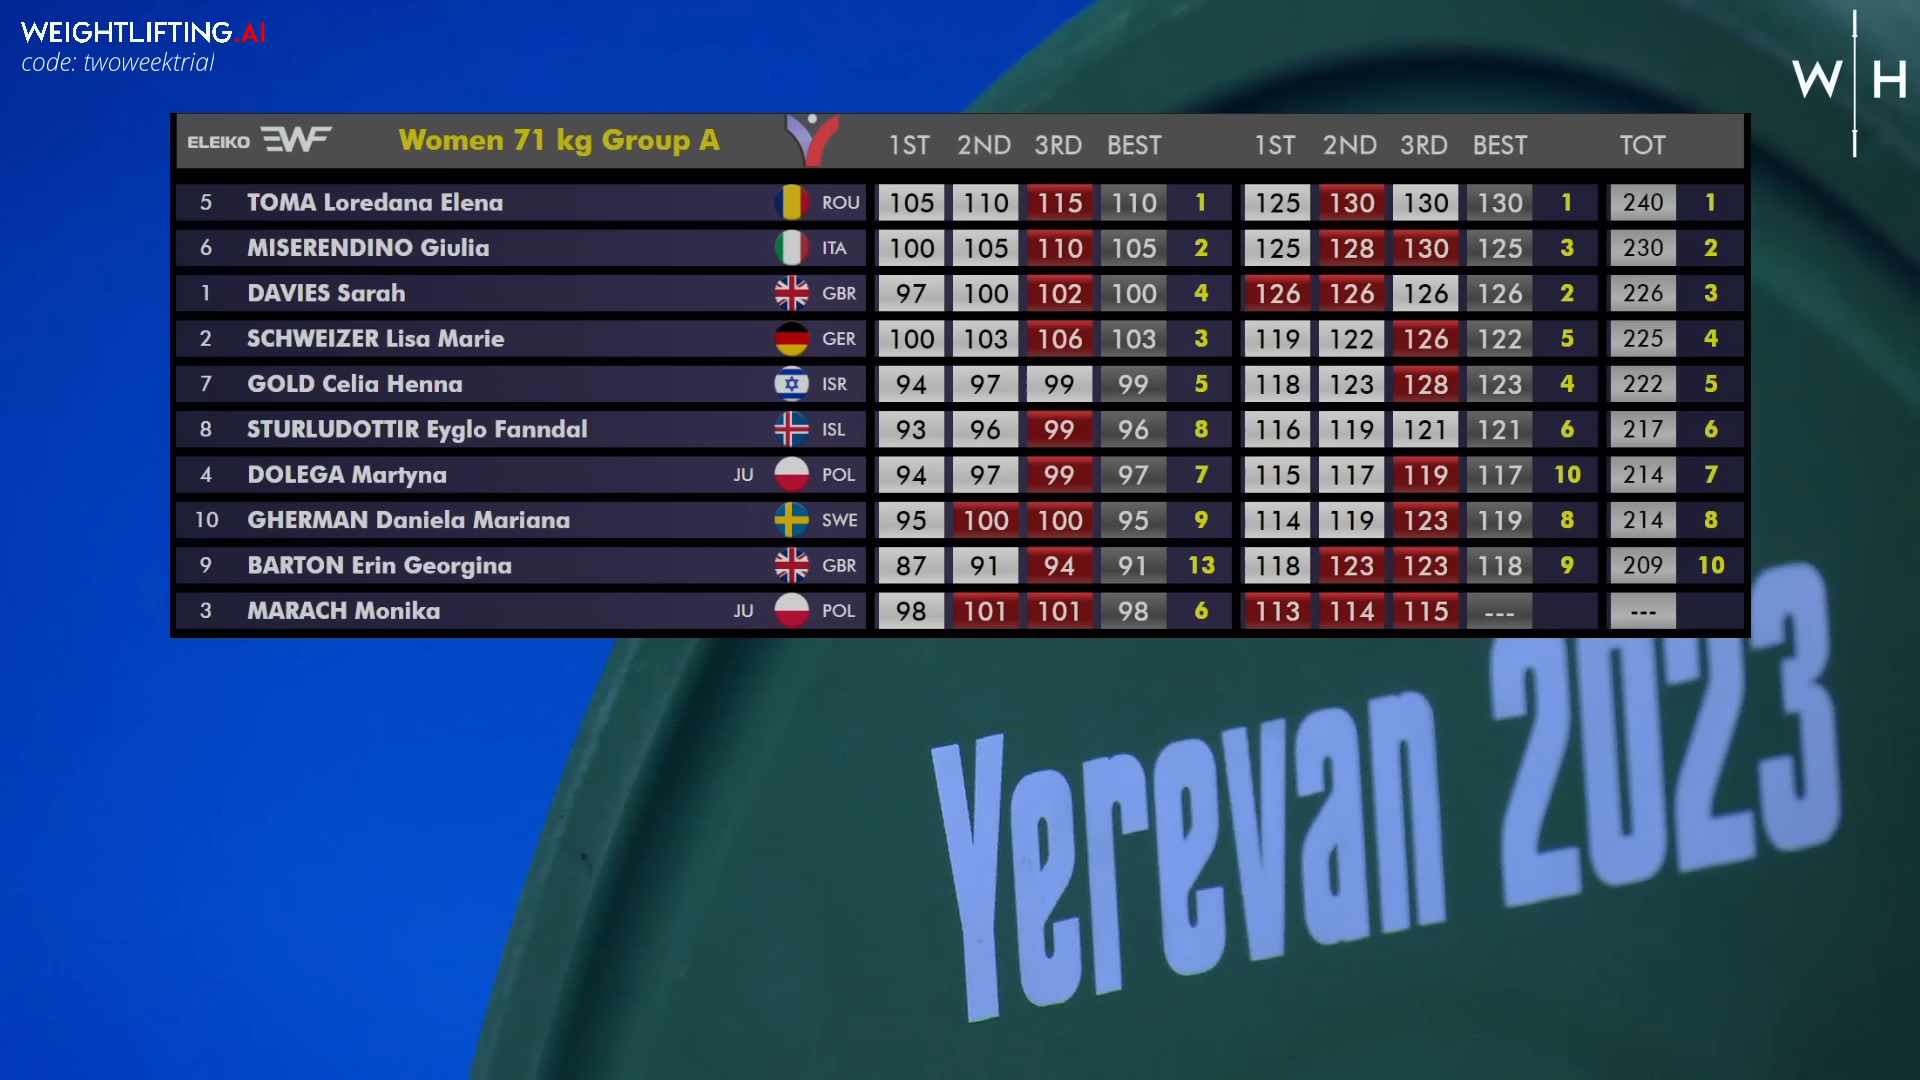 WEIGHTLIFTING.AI
code: twoweektrial
W H
ELEIKO EWF Women 71 kg Group A 1ST 2ND 3RD BEST 1ST 2ND 3RD BEST TOT
5 TOMA Loredana Elena ROU 105 110 115 110 1 125 130 130 130 1 240 1
6 MISERENDINO Giulia ITA 100 105 110 105 2 125 128 130 125 3 230 2
1 DAVIES Sarah GBR 97 100 102 100 4 126 126 126 126 2 226 3
2 SCHWEIZER Lisa Marie GER 100 103 106 103 3 119 122 126 122 5 225 4
7 GOLD Celia Henna ISR 94 97 99 99 5 118 123 128 123 4 222 5
8 STURLUDOTTIR Eyglo Fanndal ISL 93 96 99 96 8 116 119 121 121 6 217 6
4 DOLEGA Martyna JU POL 94 97 99 97 7 115 117 119 117 10 214 7
10 GHERMAN Daniela Mariana SWE 95 100 100 95 9 114 119 123 119 8 214 8
9 BARTON Erin Georgina GBR 87 91 94 91 13 118 123 123 118 9 209 10
3 MARACH Monika JU POL 98 101 101 98 6 113 114 115 --- ---
Yerevan 2023